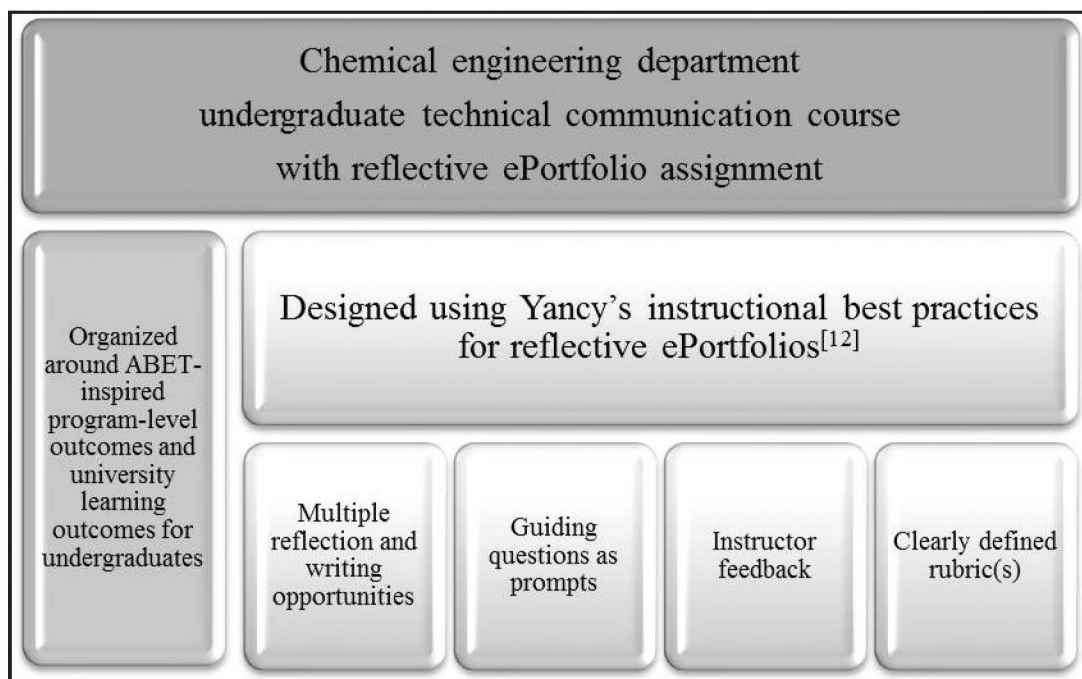 Chemical engineering department
undergraduate technical communication course
with reflective ePortfolio assignment
Organized
around ABET-
inspired
program-level
outcomes and
university
learning
outcomes for
undergraduates
Designed using Yancy’s instructional best practices
for reflective ePortfolios[12]
Multiple
reflection and
writing
opportunities
Guiding
questions as
prompts
Instructor
feedback
Clearly defined
rubric(s)